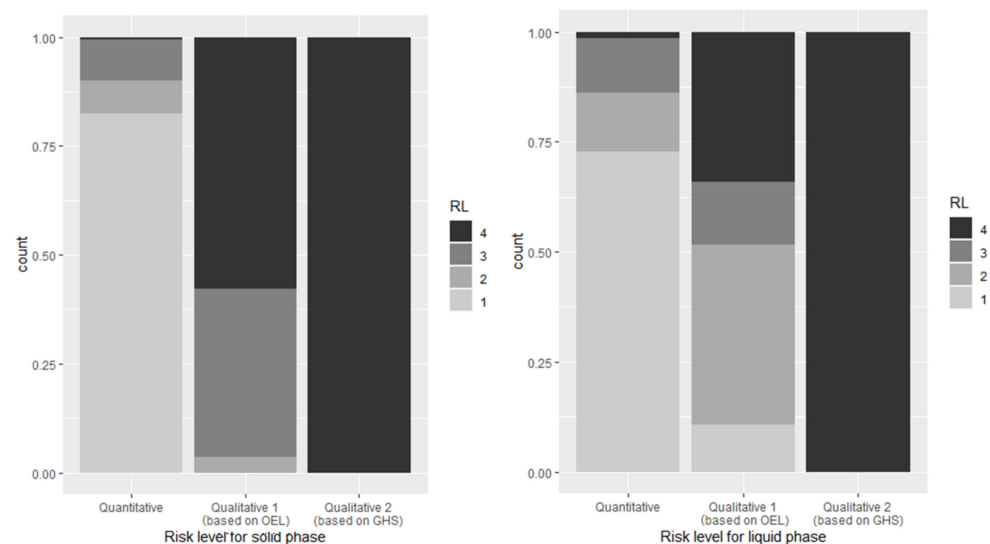 1.00
0.75
0.50
0.25
0.00
count
Quantitative
Qualitative 1
(based on OEL)
Qualitative 2
(based on GHS)
Risk level for solid phase
RL
4
3
2
1
1.00
0.75
0.50
0.25
0.00
count
Quantitative
Qualitative 1
(based on OEL)
Qualitative 2
(based on GHS)
Risk level for liquid phase
RL
4
3
2
1